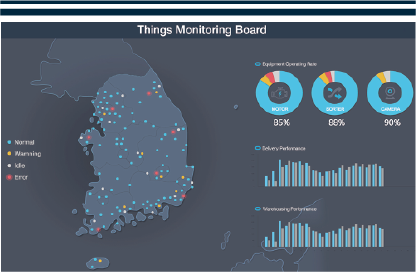 Things Monitoring Board
Equipment Operating Rate
MOTOR
SORTER
CAMERA
85%
88%
90%
Normal
Warning
Idle
Error
Delivery Performance
Warehousing Performance